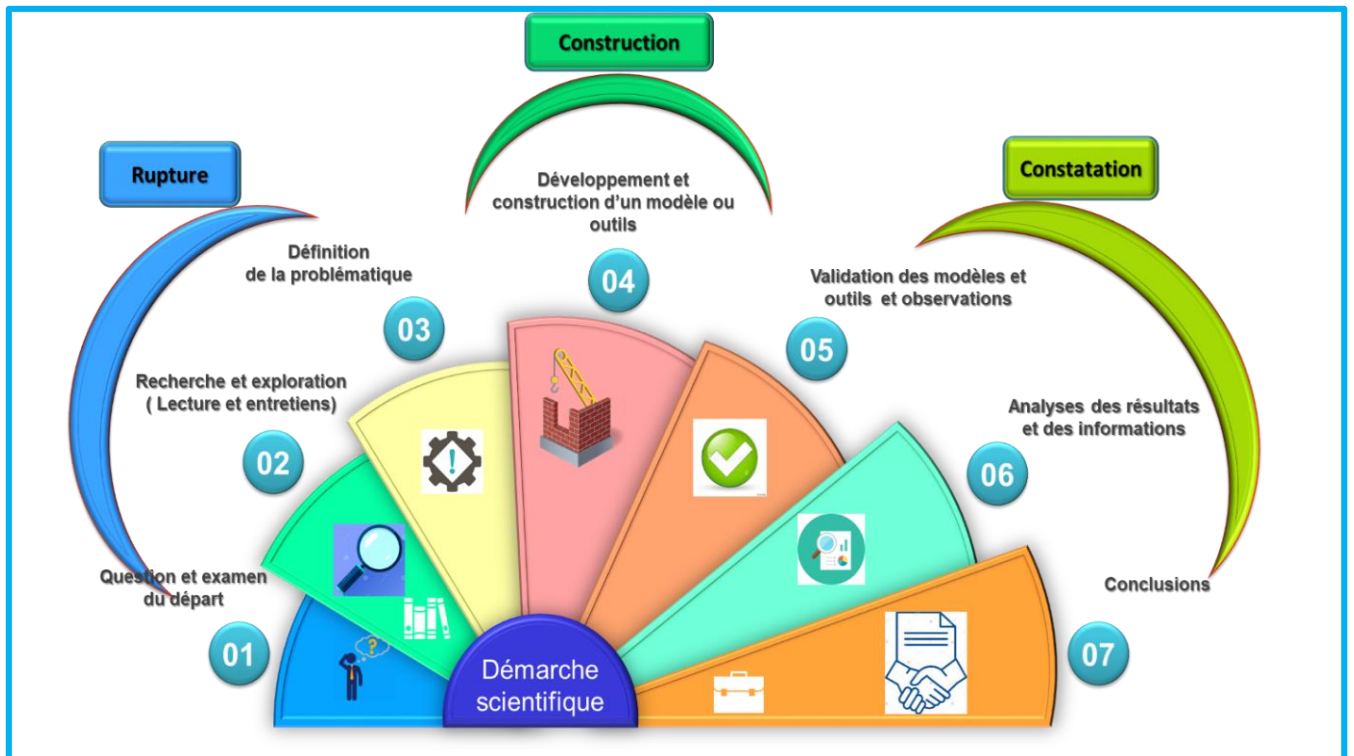 Construction
Rupture
Constatation
Développement et
construction d'un modèle ou
outils
Définition
de la problématique
04
Validation des modèles et
outils et observations
03
05
Recherche et exploration
( Lecture et entretiens)
Analyses des résultats
et des informations
02
06
Question et examen
du départ
Conclusions
01
07
Démarche
scientifique